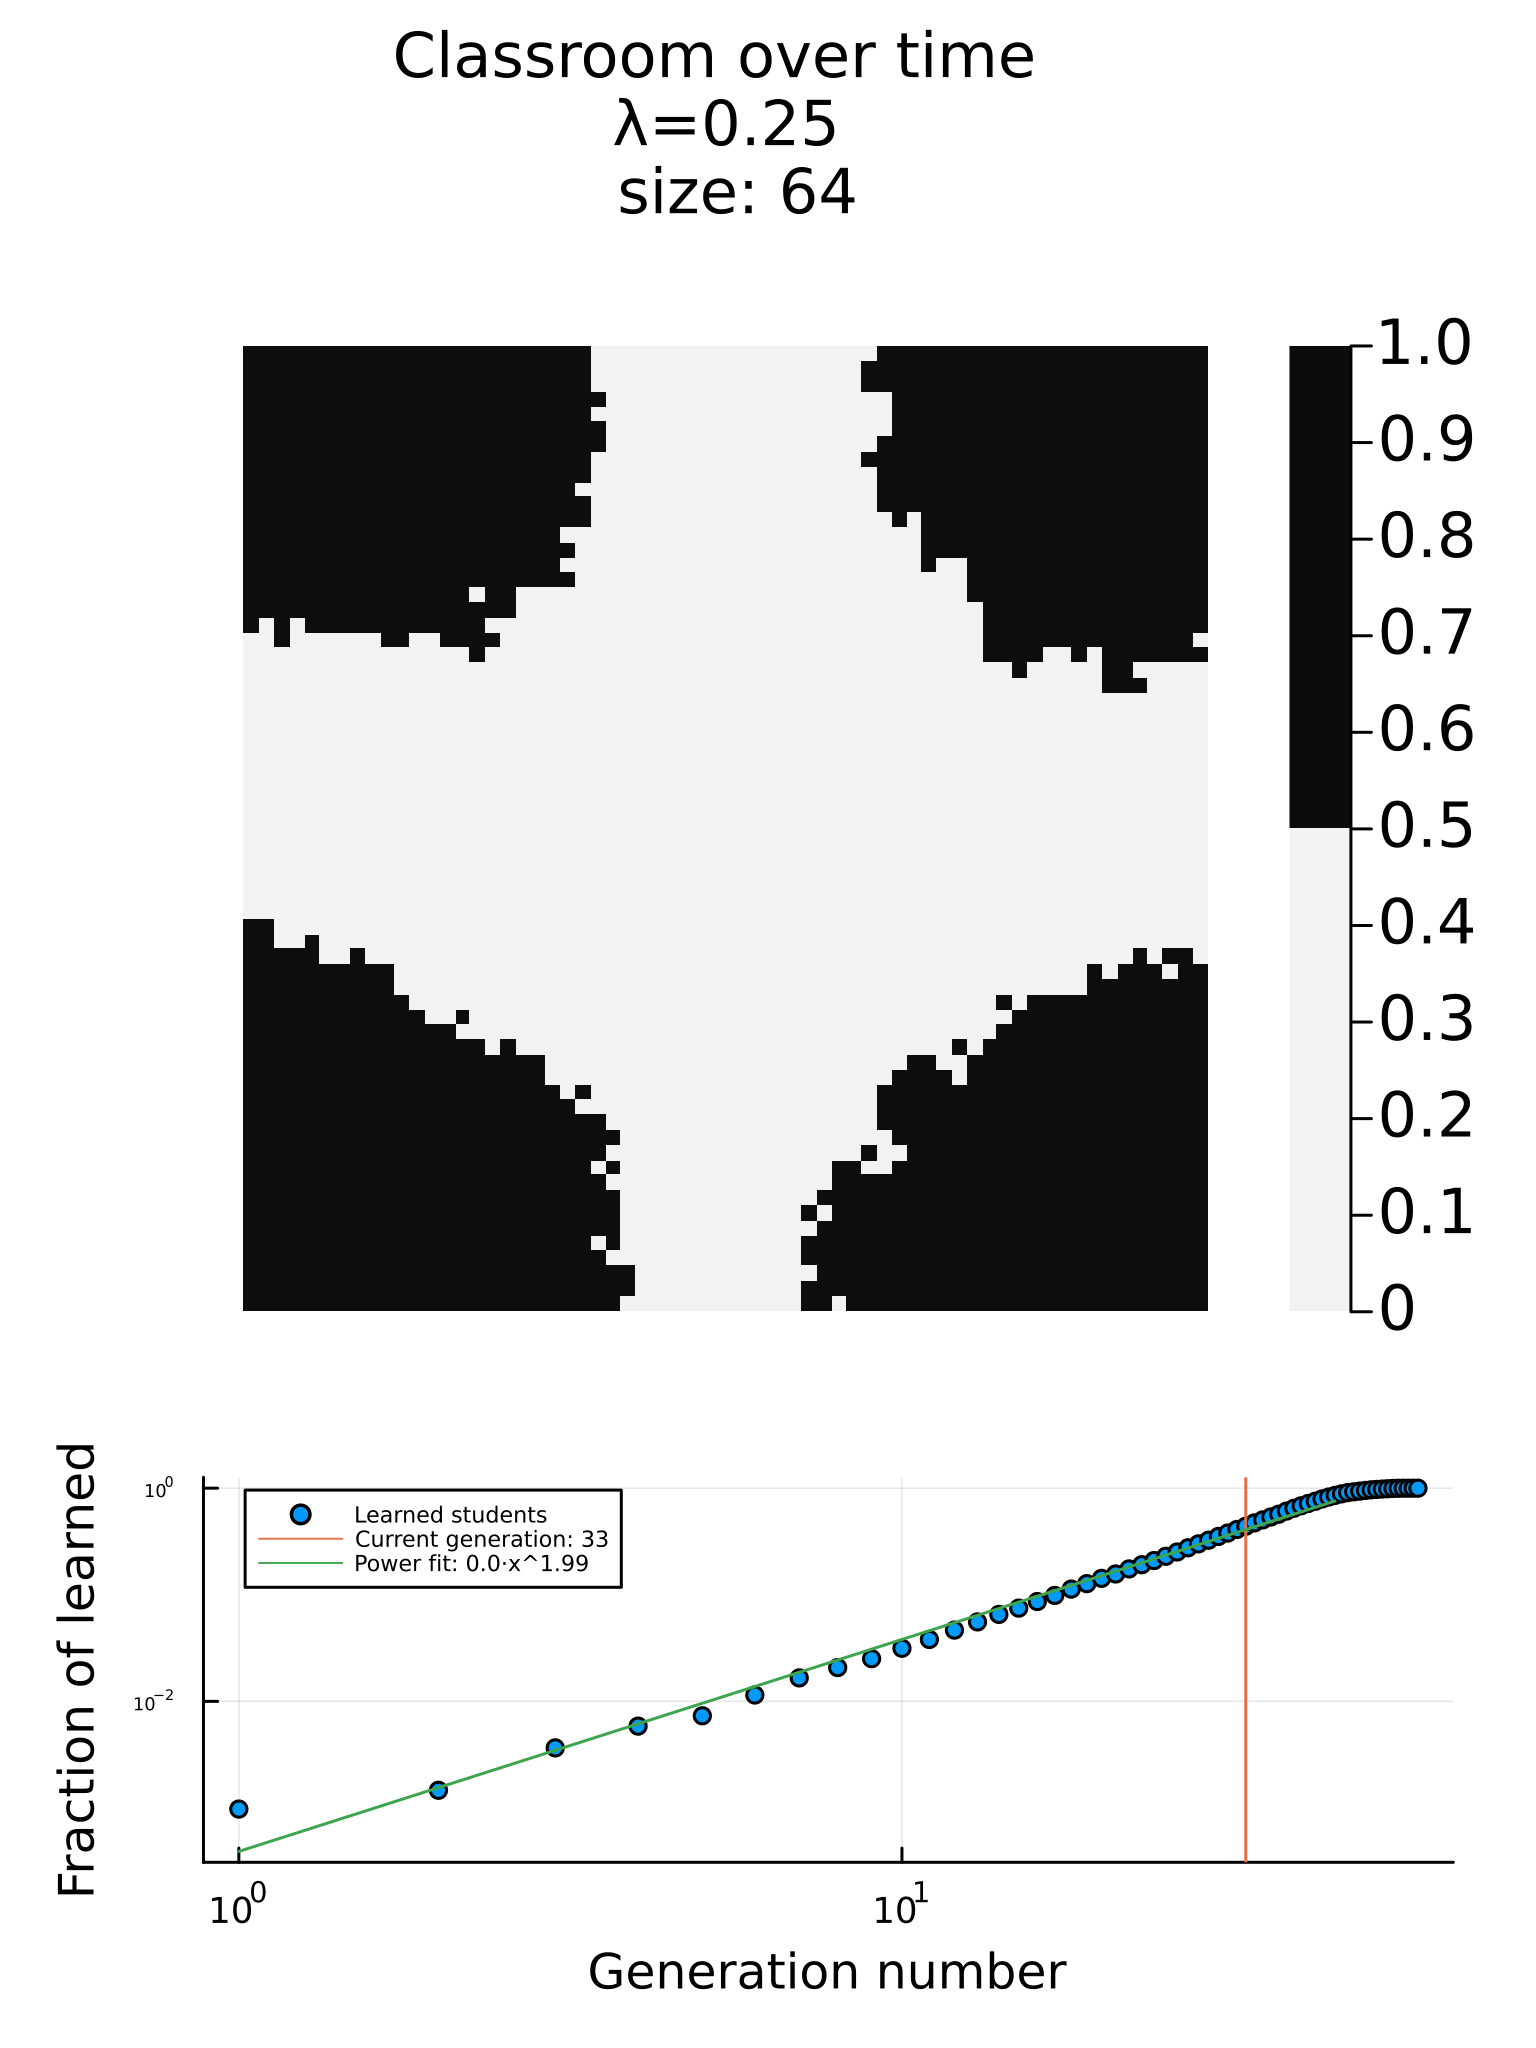 Classroom over time
λ=0.25
size: 64
1.0
0.9
0.8
0.7
0.6
0.5
0.4
0.3
0.2
0.1
0
Fraction of learned
10^0
10^−2
Learned students
Current generation: 33
Power fit: 0.0·x^1.99
10^0
10^1
Generation number